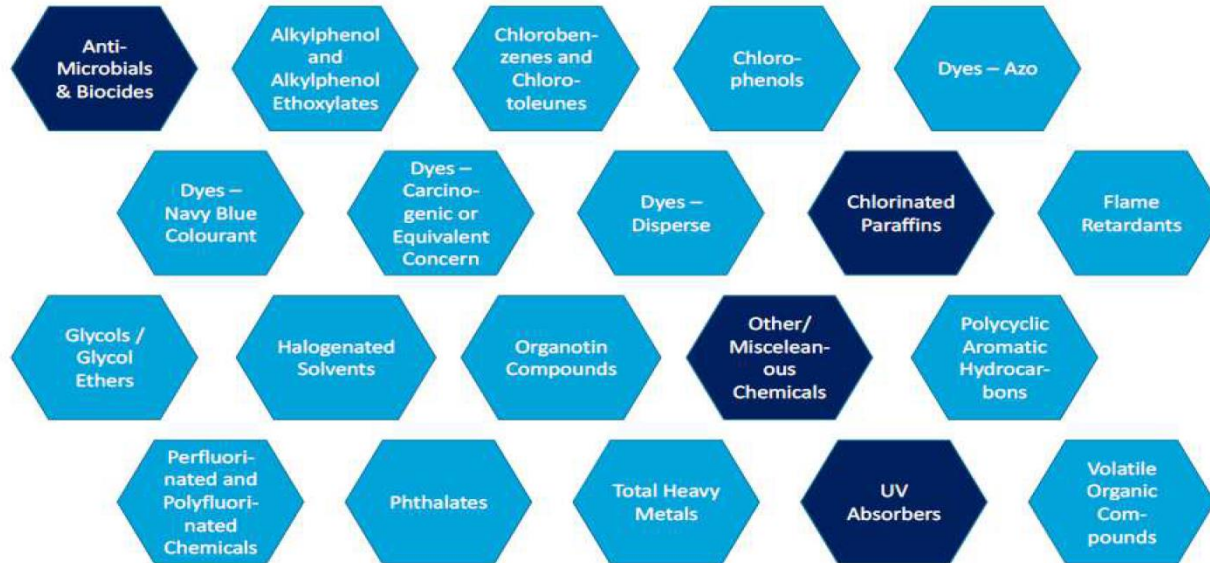 Anti-
Microbials
& Biocides
Alkylphenol
and
Alkylphenol
Ethoxylates
Chloroben-
zenes and
Chloro-
toleunes
Chloro-
phenols
Dyes – Azo
Dyes –
Navy Blue
Colourant
Dyes –
Carcino-
genic or
Equivalent
Concern
Dyes –
Disperse
Chlorinated
Paraffins
Flame
Retardants
Glycols /
Glycol
Ethers
Halogenated
Solvents
Organotin
Compounds
Other/
Miscelean-
ous
Chemicals
Polycyclic
Aromatic
Hydrocar-
bons
Perfluori-
nated and
Polyfluori-
nated
Chemicals
Phthalates
Total Heavy
Metals
UV
Absorbers
Volatile
Organic
Com-
pounds